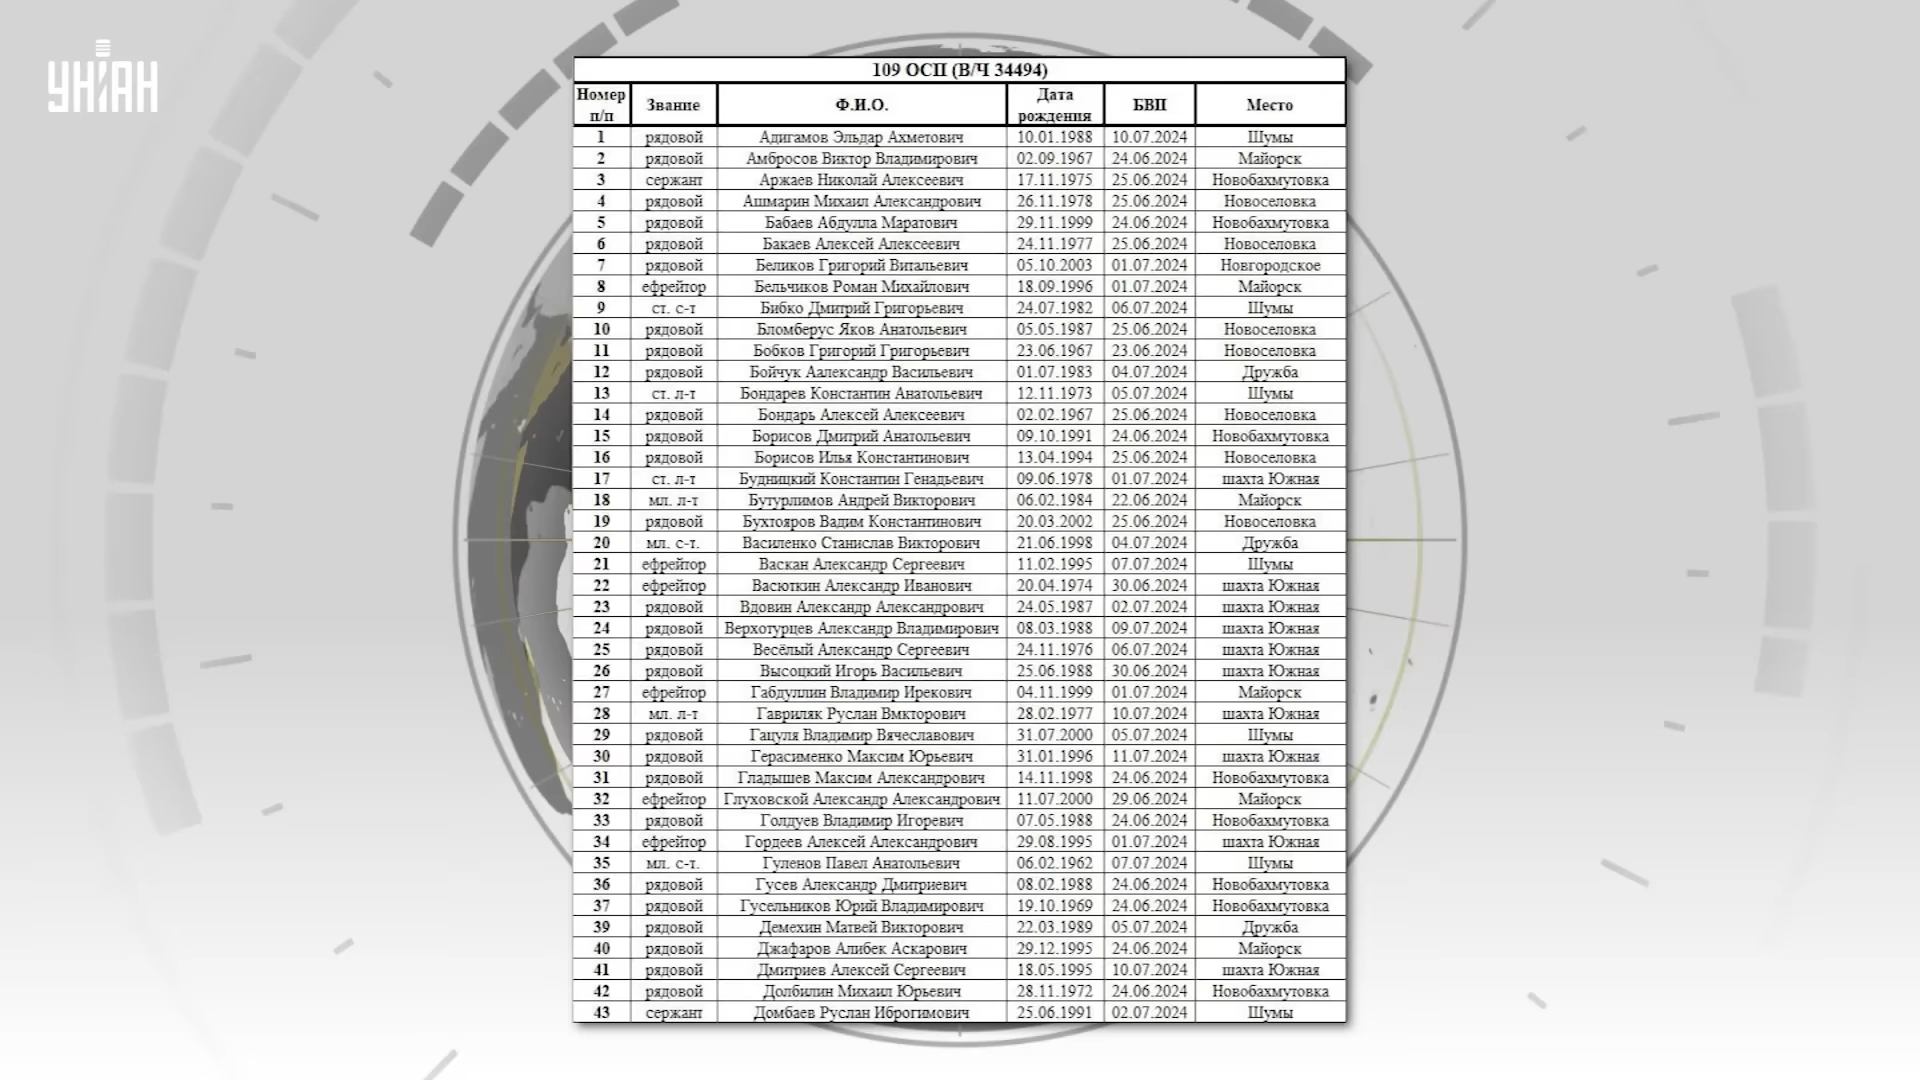 УНІАН
109 ОСП (В/Ч 34494)
Номер п/п Звание Ф.И.О. Дата рождения БВП Место
1 рядовой Адигамов Эльдар Ахметович 10.01.1988 10.07.2024 Шумы
2 рядовой Амбросов Виктор Владимирович 02.09.1967 24.06.2024 Майорск
3 сержант Аржаев Николай Алексеевич 17.11.1975 25.06.2024 Новобахмутовка
4 рядовой Ашмарин Михаил Александрович 26.11.1978 25.06.2024 Новоселовка
5 рядовой Бабаев Абдулла Маратович 29.11.1999 24.06.2024 Новобахмутовка
6 рядовой Бакаев Алексей Алексеевич 24.11.1977 25.06.2024 Новоселовка
7 рядовой Беликов Григорий Витальевич 05.10.2003 01.07.2024 Новгородское
8 ефрейтор Бельчиков Роман Михайлович 18.09.1996 01.07.2024 Майорск
9 ст. с-т Бибко Дмитрий Григорьевич 24.07.1982 06.07.2024 Шумы
10 рядовой Бломберус Яков Анатольевич 05.05.1987 25.06.2024 Новоселовка
11 рядовой Бобков Григорий Григорьевич 23.06.1967 23.06.2024 Новоселовка
12 рядовой Бойчук Аалександр Васильевич 01.07.1983 04.07.2024 Дружба
13 ст. л-т Бондарев Константин Анатольевич 12.11.1973 05.07.2024 Шумы
14 рядовой Бондарь Алексей Алексеевич 02.02.1967 25.06.2024 Новоселовка
15 рядовой Борисов Дмитрий Анатольевич 09.10.1991 24.06.2024 Новобахмутовка
16 рядовой Борисов Илья Константинович 13.04.1994 25.06.2024 Новоселовка
17 ст. л-т Будницкий Константин Генадьевич 09.06.1978 01.07.2024 шахта Южная
18 мл. л-т Бутурлимов Андрей Викторович 06.02.1984 22.06.2024 Майорск
19 рядовой Бухтояров Вадим Константинович 20.03.2002 25.06.2024 Новоселовка
20 мл. с-т. Василенко Станислав Викторович 21.06.1998 04.07.2024 Дружба
21 ефрейтор Васкан Александр Сергеевич 11.02.1995 07.07.2024 Шумы
22 ефрейтор Васюткин Александр Иванович 20.04.1974 30.06.2024 шахта Южная
23 рядовой Вдовин Александр Александрович 24.05.1987 02.07.2024 шахта Южная
24 рядовой Верхотурцев Александр Владимирович 08.03.1988 09.07.2024 шахта Южная
25 рядовой Весёлый Александр Сергеевич 24.11.1976 06.07.2024 шахта Южная
26 рядовой Высоцкий Игорь Васильевич 25.06.1988 30.06.2024 шахта Южная
27 ефрейтор Габдуллин Владимир Ирекович 04.11.1999 01.07.2024 Майорск
28 мл. л-т Гавриляк Руслан Вмкторович 28.02.1977 10.07.2024 шахта Южная
29 рядовой Гацуля Владимир Вячеславович 31.07.2000 05.07.2024 Шумы
30 рядовой Герасименко Максим Юрьевич 31.01.1996 11.07.2024 шахта Южная
31 рядовой Гладышев Максим Александрович 14.11.1998 24.06.2024 Новобахмутовка
32 ефрейтор Глуховской Александр Александрович 11.07.2000 29.06.2024 Майорск
33 рядовой Голдуев Владимир Игоревич 07.05.1988 24.06.2024 Новобахмутовка
34 ефрейтор Гордеев Алексей Александрович 29.08.1995 01.07.2024 шахта Южная
35 мл. с-т. Гуленов Павел Анатольевич 06.02.1962 07.07.2024 Шумы
36 рядовой Гусев Александр Дмитриевич 08.02.1988 24.06.2024 Новобахмутовка
37 рядовой Гусельников Юрий Владимирович 19.10.1969 24.06.2024 Новобахмутовка
39 рядовой Демехин Матвей Викторович 22.03.1989 05.07.2024 Дружба
40 рядовой Джафаров Алибек Аскарович 29.12.1995 24.06.2024 Майорск
41 рядовой Дмитриев Алексей Сергеевич 18.05.1995 10.07.2024 шахта Южная
42 рядовой Долбилин Михаил Юрьевич 28.11.1972 24.06.2024 Новобахмутовка
43 сержант Домбаев Руслан Иброгимович 25.06.1991 02.07.2024 Шумы